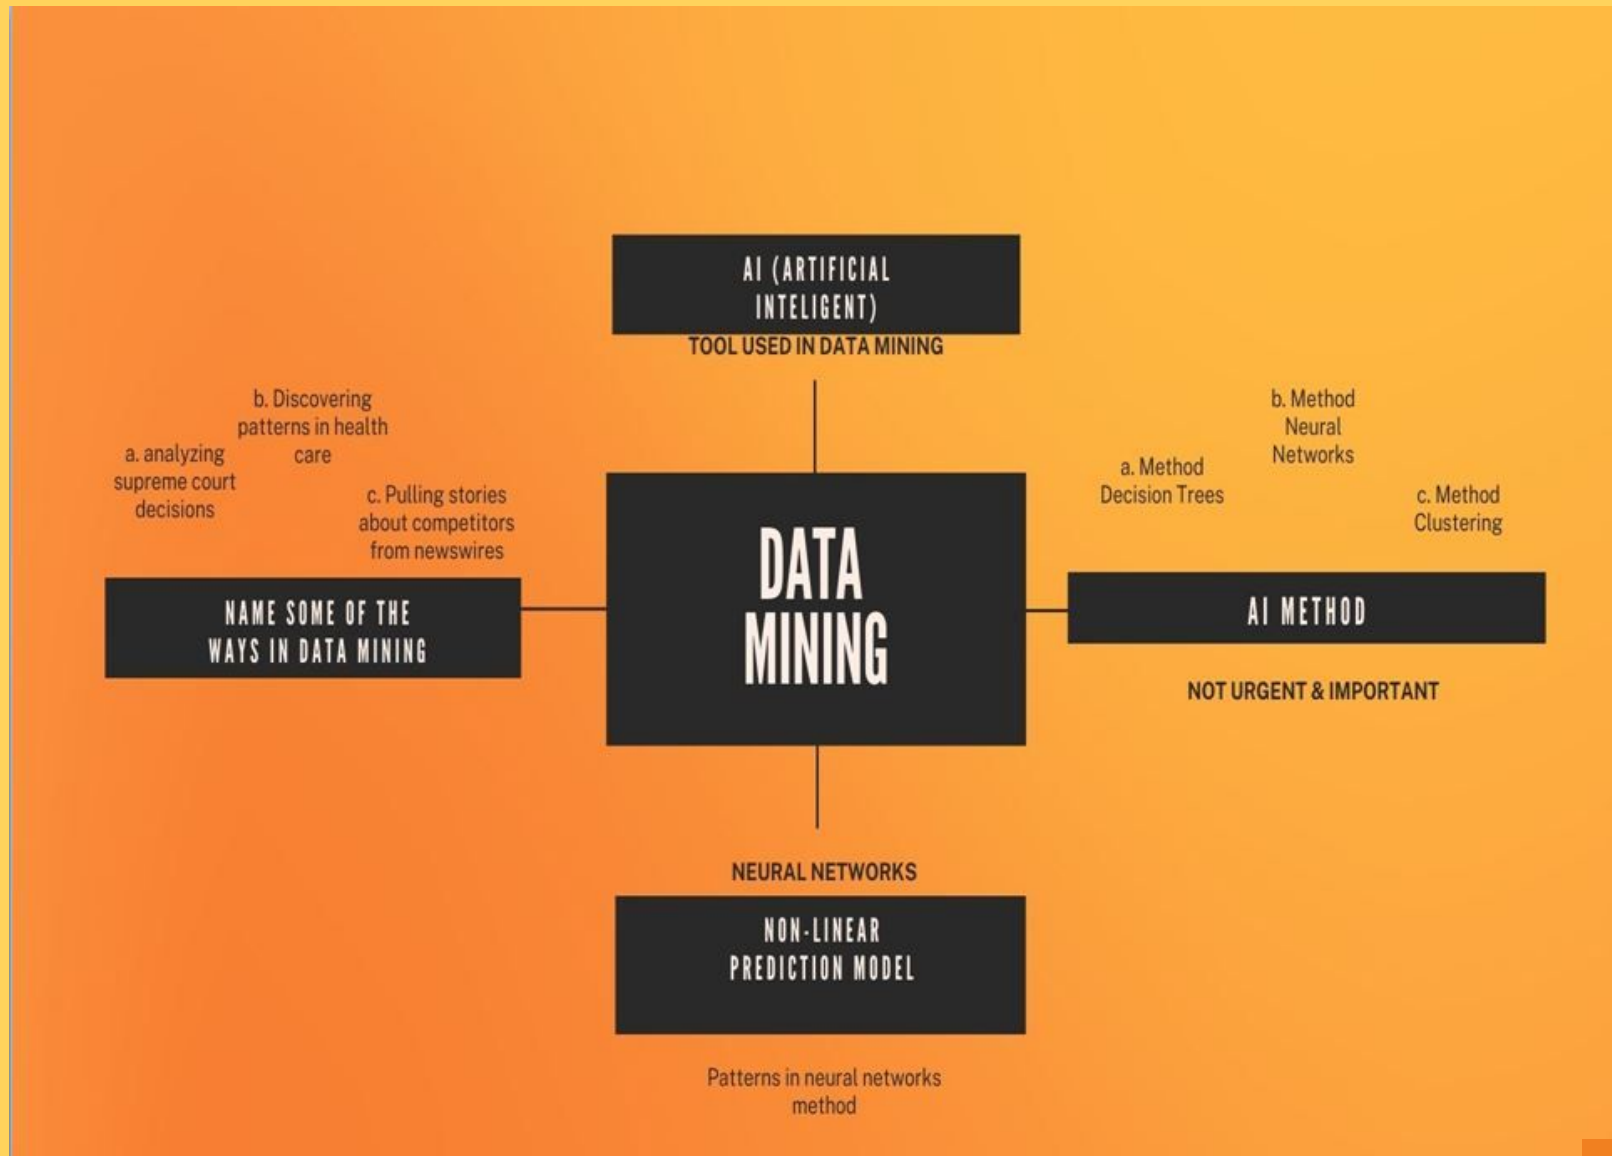 AI (ARTIFICIAL
INTELIGENT)
TOOL USED IN DATA MINING
b. Discovering
patterns in health
care
a. analyzing
supreme court
decisions
c. Pulling stories
about competitors
from newswires
NAME SOME OF THE
WAYS IN DATA MINING
DATA
MINING
b. Method
Neural
Networks
a. Method
Decision Trees
c. Method
Clustering
AI METHOD
NOT URGENT & IMPORTANT
NEURAL NETWORKS
NON-LINEAR
PREDICTION MODEL
Patterns in neural networks
method